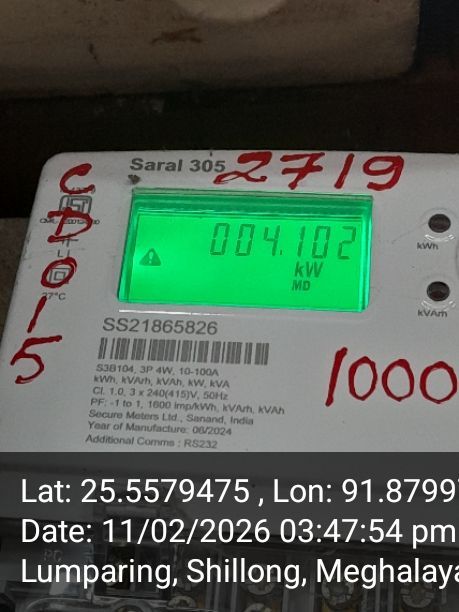 Saral 305
2719
CD015
004.102
kW
MD
kWh
kVArh
SS21865826
S3B104, 3P 4W, 10-100A
kWh, kVArh, kVAh, kW, kVA
Cl. 1.0, 3 x 240(415)V, 50Hz
PF: -1 to 1, 1600 imp/kWh, kVArh, kVAh
Secure Meters Ltd., Sanand, India
Year of Manufacture: 06/2024
Additional Comms : RS232
1000
Lat: 25.5579475 , Lon: 91.8799
Date: 11/02/2026 03:47:54 pm
Lumparing, Shillong, Meghalaya